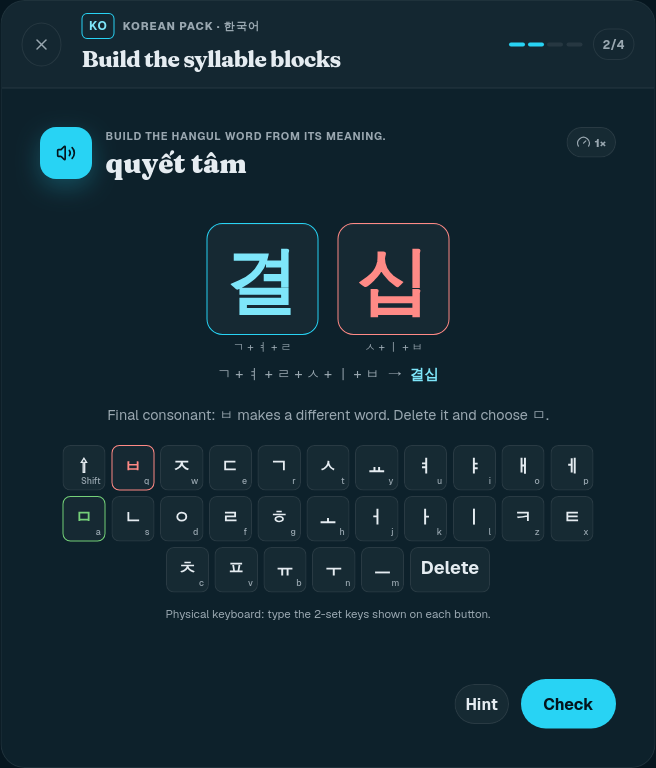 KO KOREAN PACK · 한국어
Build the syllable blocks
2/4
BUILD THE HANGUL WORD FROM ITS MEANING.
quyết tâm
1×
결 십
ㄱ + ㅕ + ㄹ ㅅ + ㅣ + ㅂ
ㄱ + ㅕ + ㄹ + ㅅ + ㅣ + ㅂ → 결십
Final consonant: ㅂ makes a different word. Delete it and choose ㅁ.
⇧ Shift ㅂ q ㅈ w ㄷ e ㄱ r ㅅ t ㅛ y ㅕ u ㅑ i ㅐ o ㅔ p
ㅁ a ㄴ s ㅇ d ㄹ f ㅎ g ㅗ h ㅓ j ㅏ k ㅣ l ㅋ z ㅌ x
ㅊ c ㅍ v ㅠ b ㅜ n ㅡ m Delete
Physical keyboard: type the 2-set keys shown on each button.
Hint Check